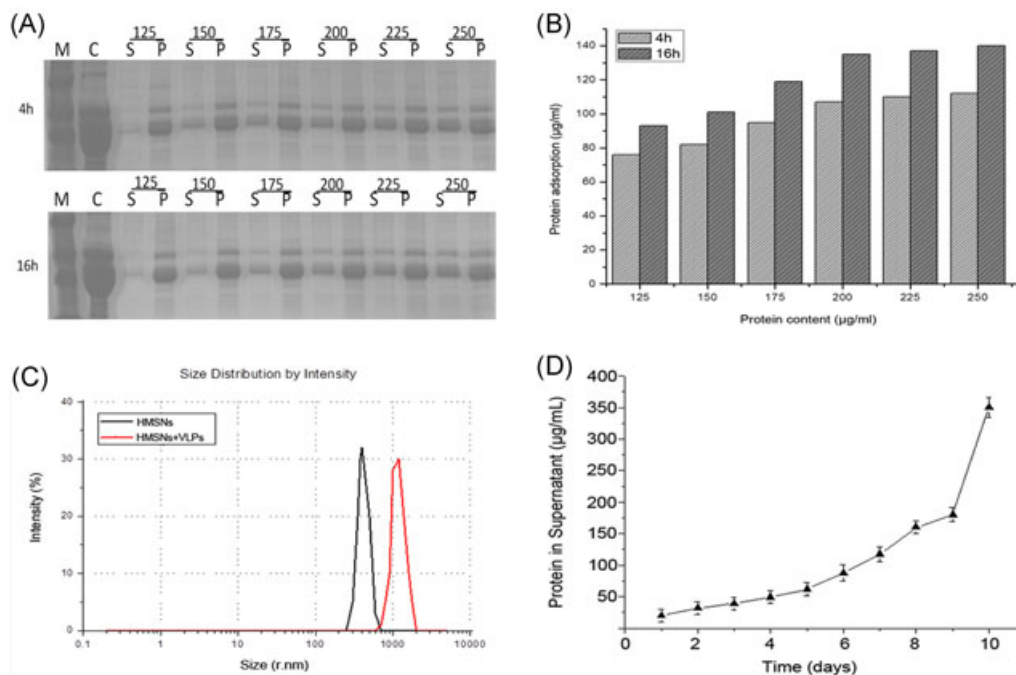 (A)
125 150 175 200 225 250
M C S P S P S P S P S P S P
4h
125 150 175 200 225 250
M C S P S P S P S P S P S P
16h
(B)
4h
16h
Protein adsorption (µg/ml)
140
120
100
80
60
40
20
0
125 150 175 200 225 250
Protein content (µg/ml)
(C)
Size Distribution by Intensity
HMSNs
HMSNs+VLPs
Intensity (%)
40
30
20
10
0
0.1 1 10 100 1000 10000
Size (r.nm)
(D)
Protein in Supernatant (µg/mL)
400
350
300
250
200
150
100
50
0 2 4 6 8 10
Time (days)